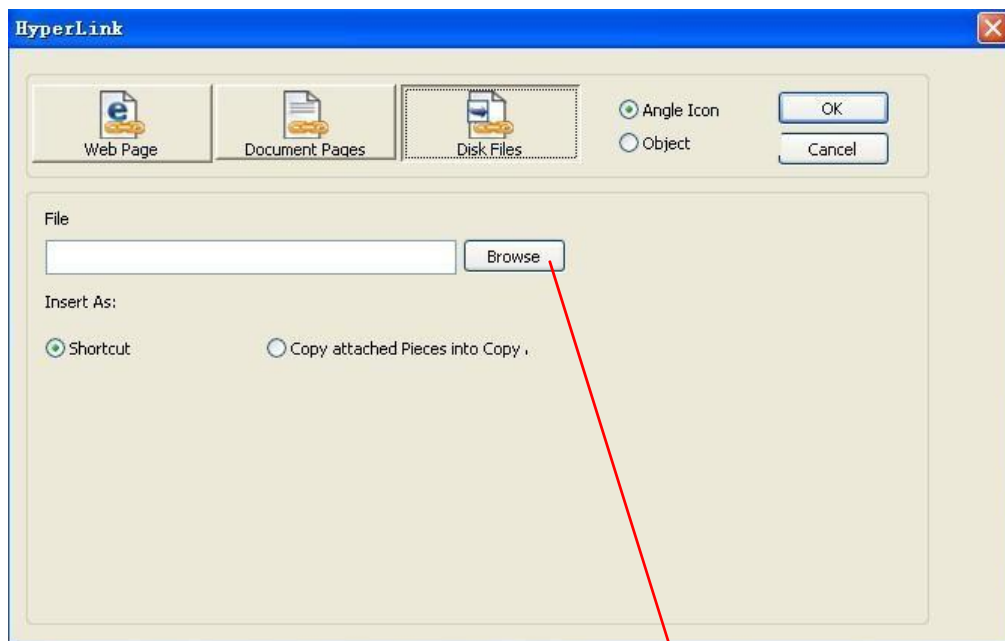 HyperLink
Web Page
Document Pages
Disk Files
Angle Icon
Object
OK
Cancel
File
Browse
Insert As:
Shortcut
Copy attached Pieces into Copy